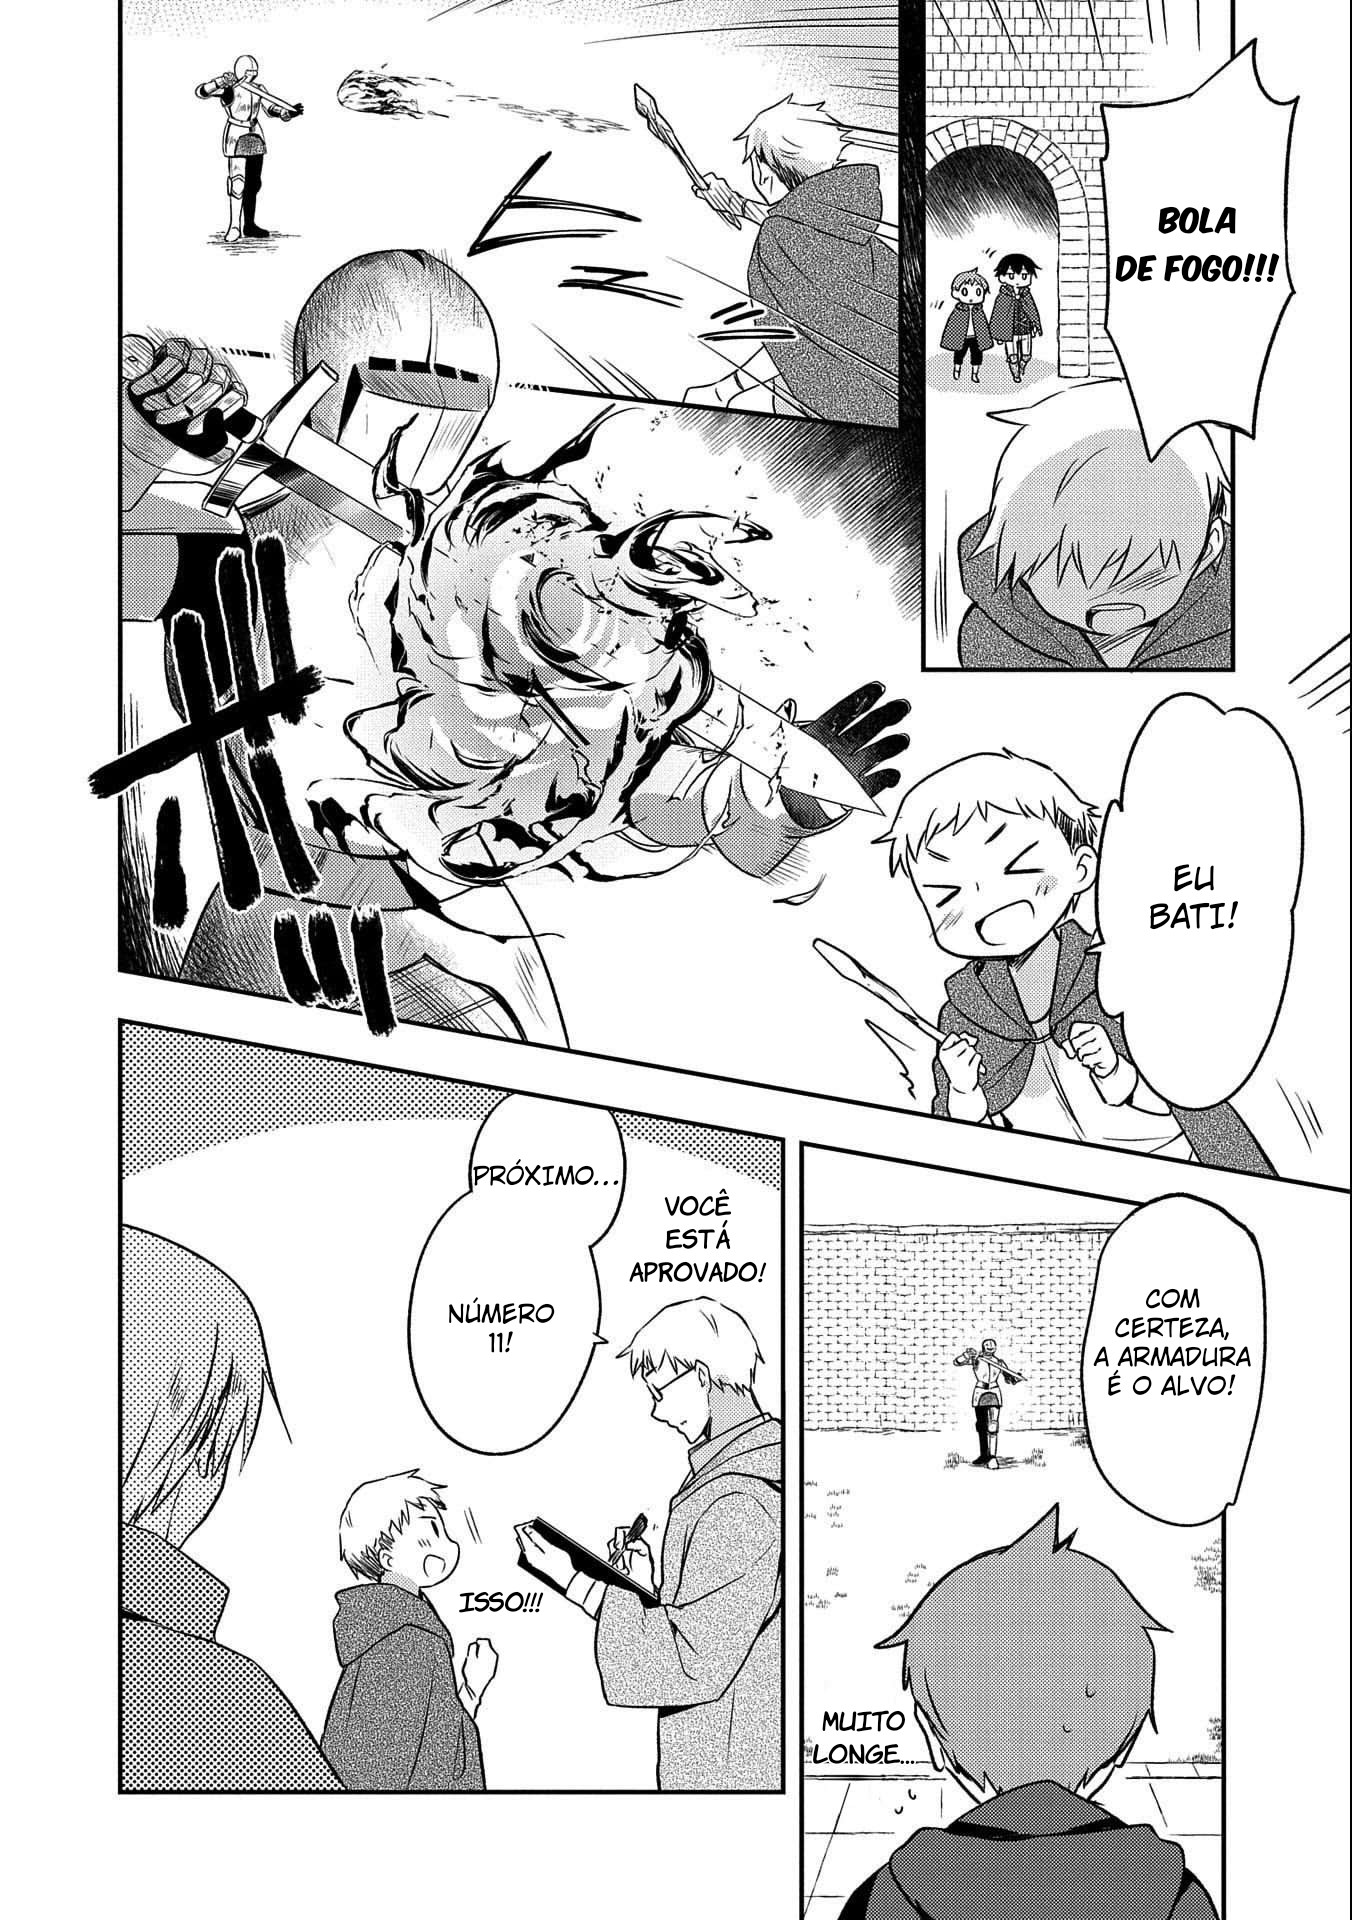 BOLA
DE FOGO!!!
EU
BATI!
COM
CERTEZA,
A ARMADURA
É O ALVO!
MUITO
LONGE....
VOCÊ
ESTÁ
APROVADO!
PRÓXIMO...
NÚMERO
11!
ISSO!!!